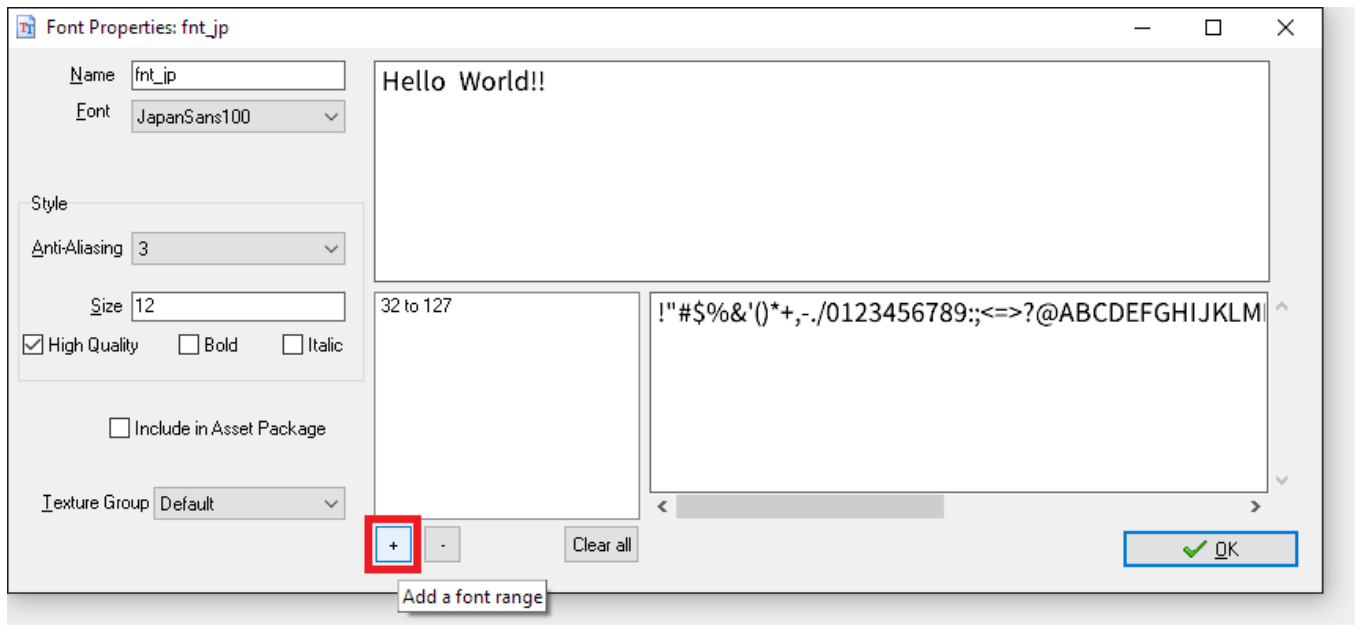 Font Properties: fnt_jp
Name fnt_jp
Font JapanSans100
Hello World!!
Style
Anti-Aliasing 3
Size 12
High Quality Bold Italic
Include in Asset Package
Texture Group Default
32 to 127
!"#$%&'()*+,-./0123456789:;<=>?@ABCDEFGHIJKLM
+ - Clear all
OK
Add a font range